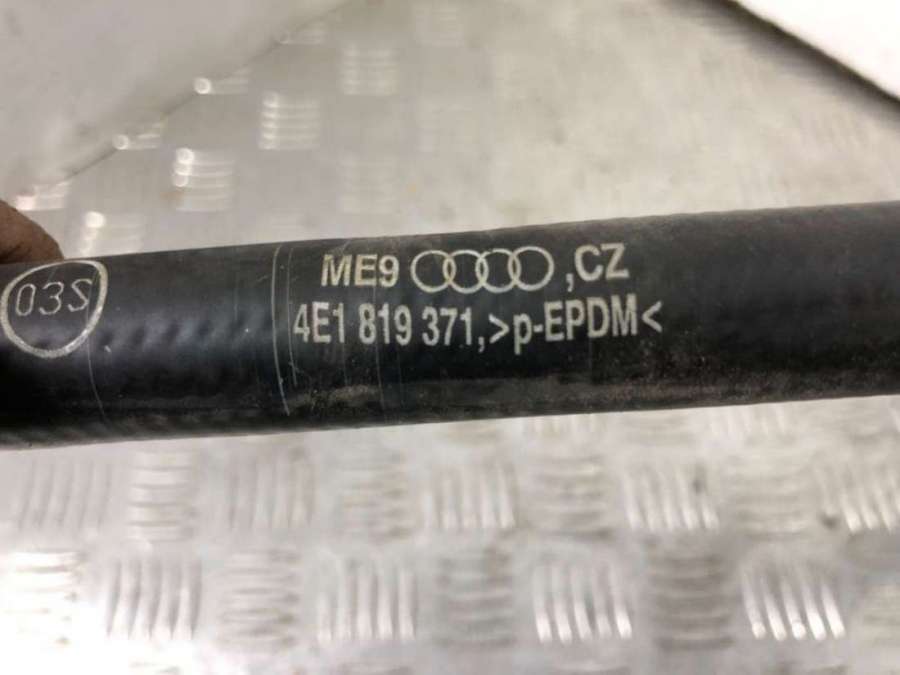 03S
ME9 ,CZ
4E1 819 371,>p-EPDM<